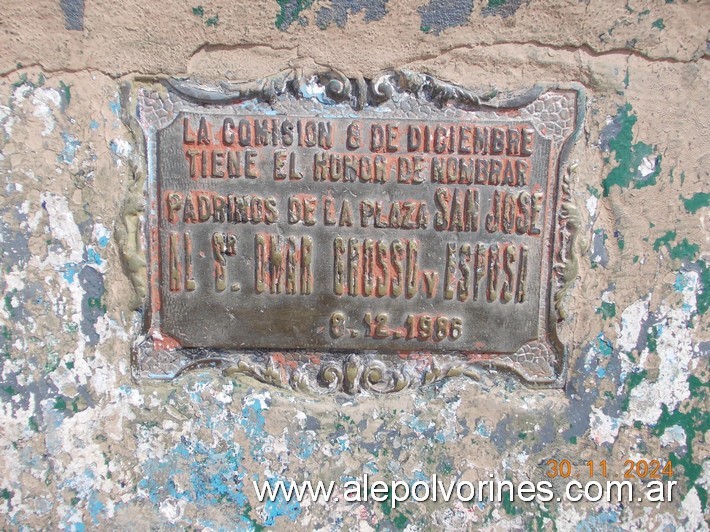 LA COMISION 8 DE DICIEMBRE
TIENE EL HONOR DE NOMBRAR
PADRINOS DE LA PLAZA SAN JOSE
AL SR OMAR GROSSO Y ESPOSA
8-12-1986
30 11 2024
www.alepolvorines.com.ar